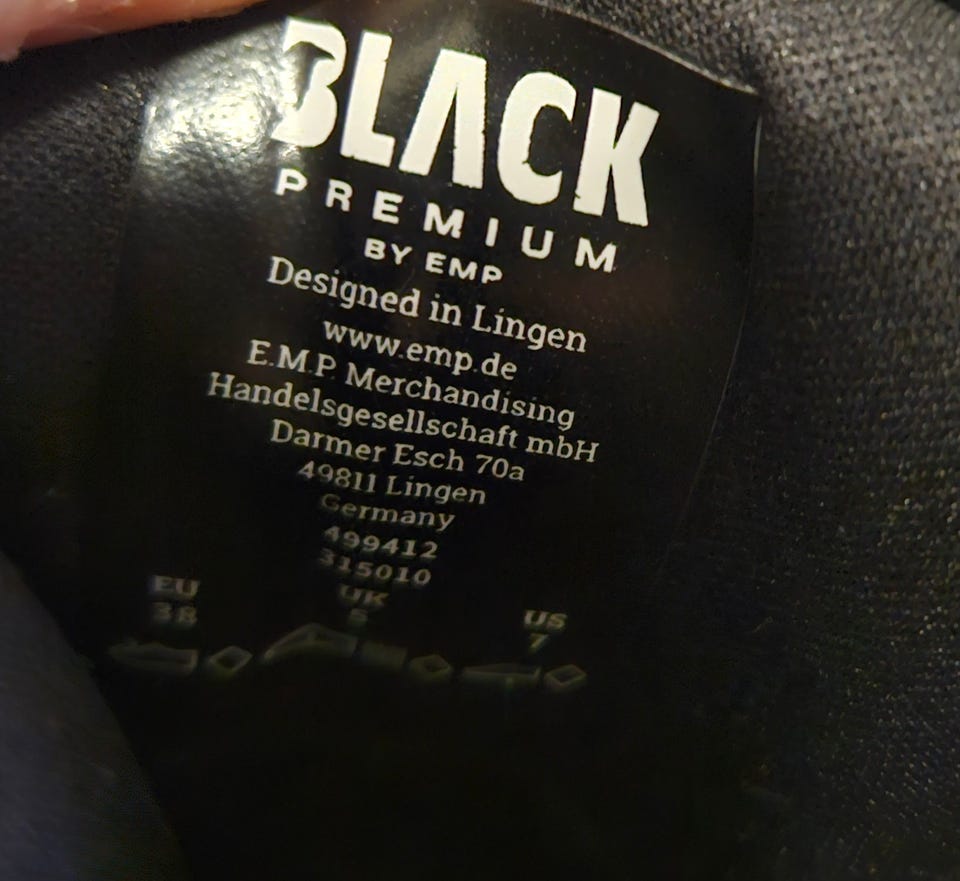 BLACK
PREMIUM
BY EMP
Designed in Lingen
www.emp.de
E.M.P. Merchandising
Handelsgesellschaft mbH
Darmer Esch 70a
49811 Lingen
Germany
499412
315010
EU UK US
38 5 7